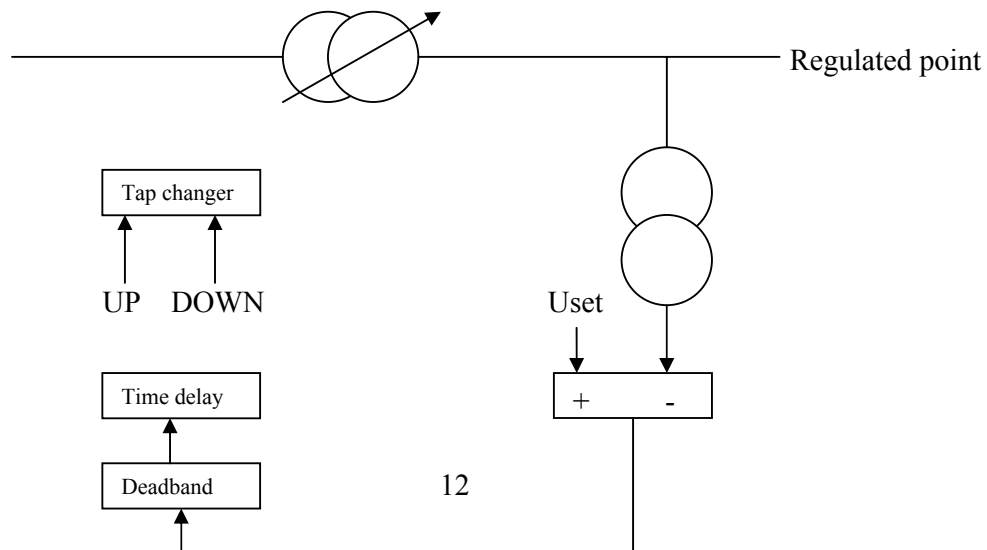 Regulated point
Tap changer
UP DOWN
Uset
Time delay
+ -
Deadband
12